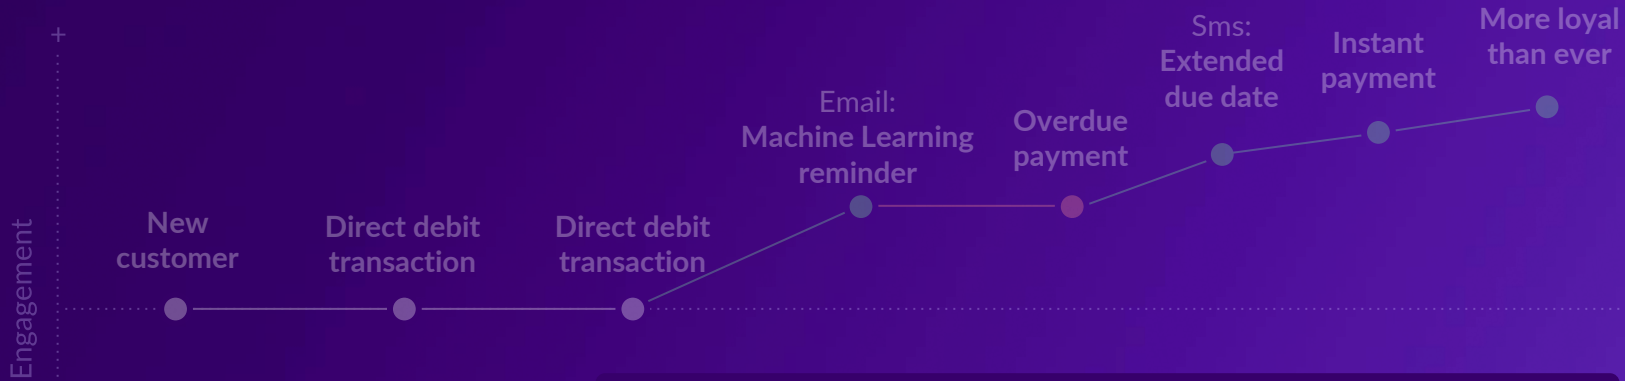 +
Engagement
New
customer
Direct debit
transaction
Direct debit
transaction
Email:
Machine Learning
reminder
Overdue
payment
Sms:
Extended
due date
Instant
payment
More loyal
than ever